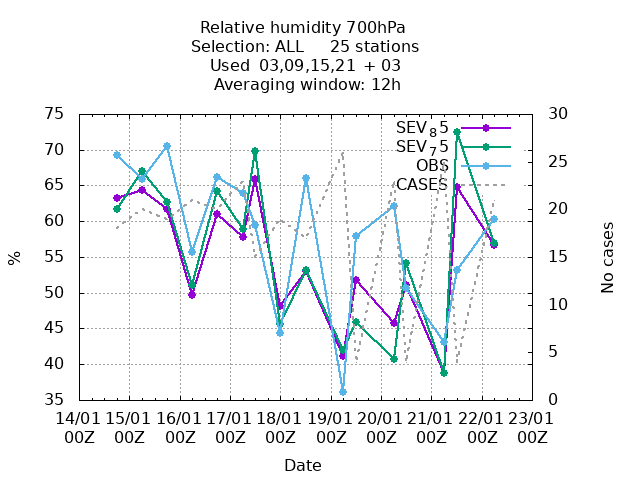 Relative humidity 700hPa
Selection: ALL 25 stations
Used 03,09,15,21 + 03
Averaging window: 12h
75
70
65
60
55
50
45
40
35
30
25
20
15
10
5
0
%
No cases
SEV85
SEV75
OBS
CASES
14/01 15/01 16/01 17/01 18/01 19/01 20/01 21/01 22/01 23/01
00Z 00Z 00Z 00Z 00Z 00Z 00Z 00Z 00Z 00Z
Date